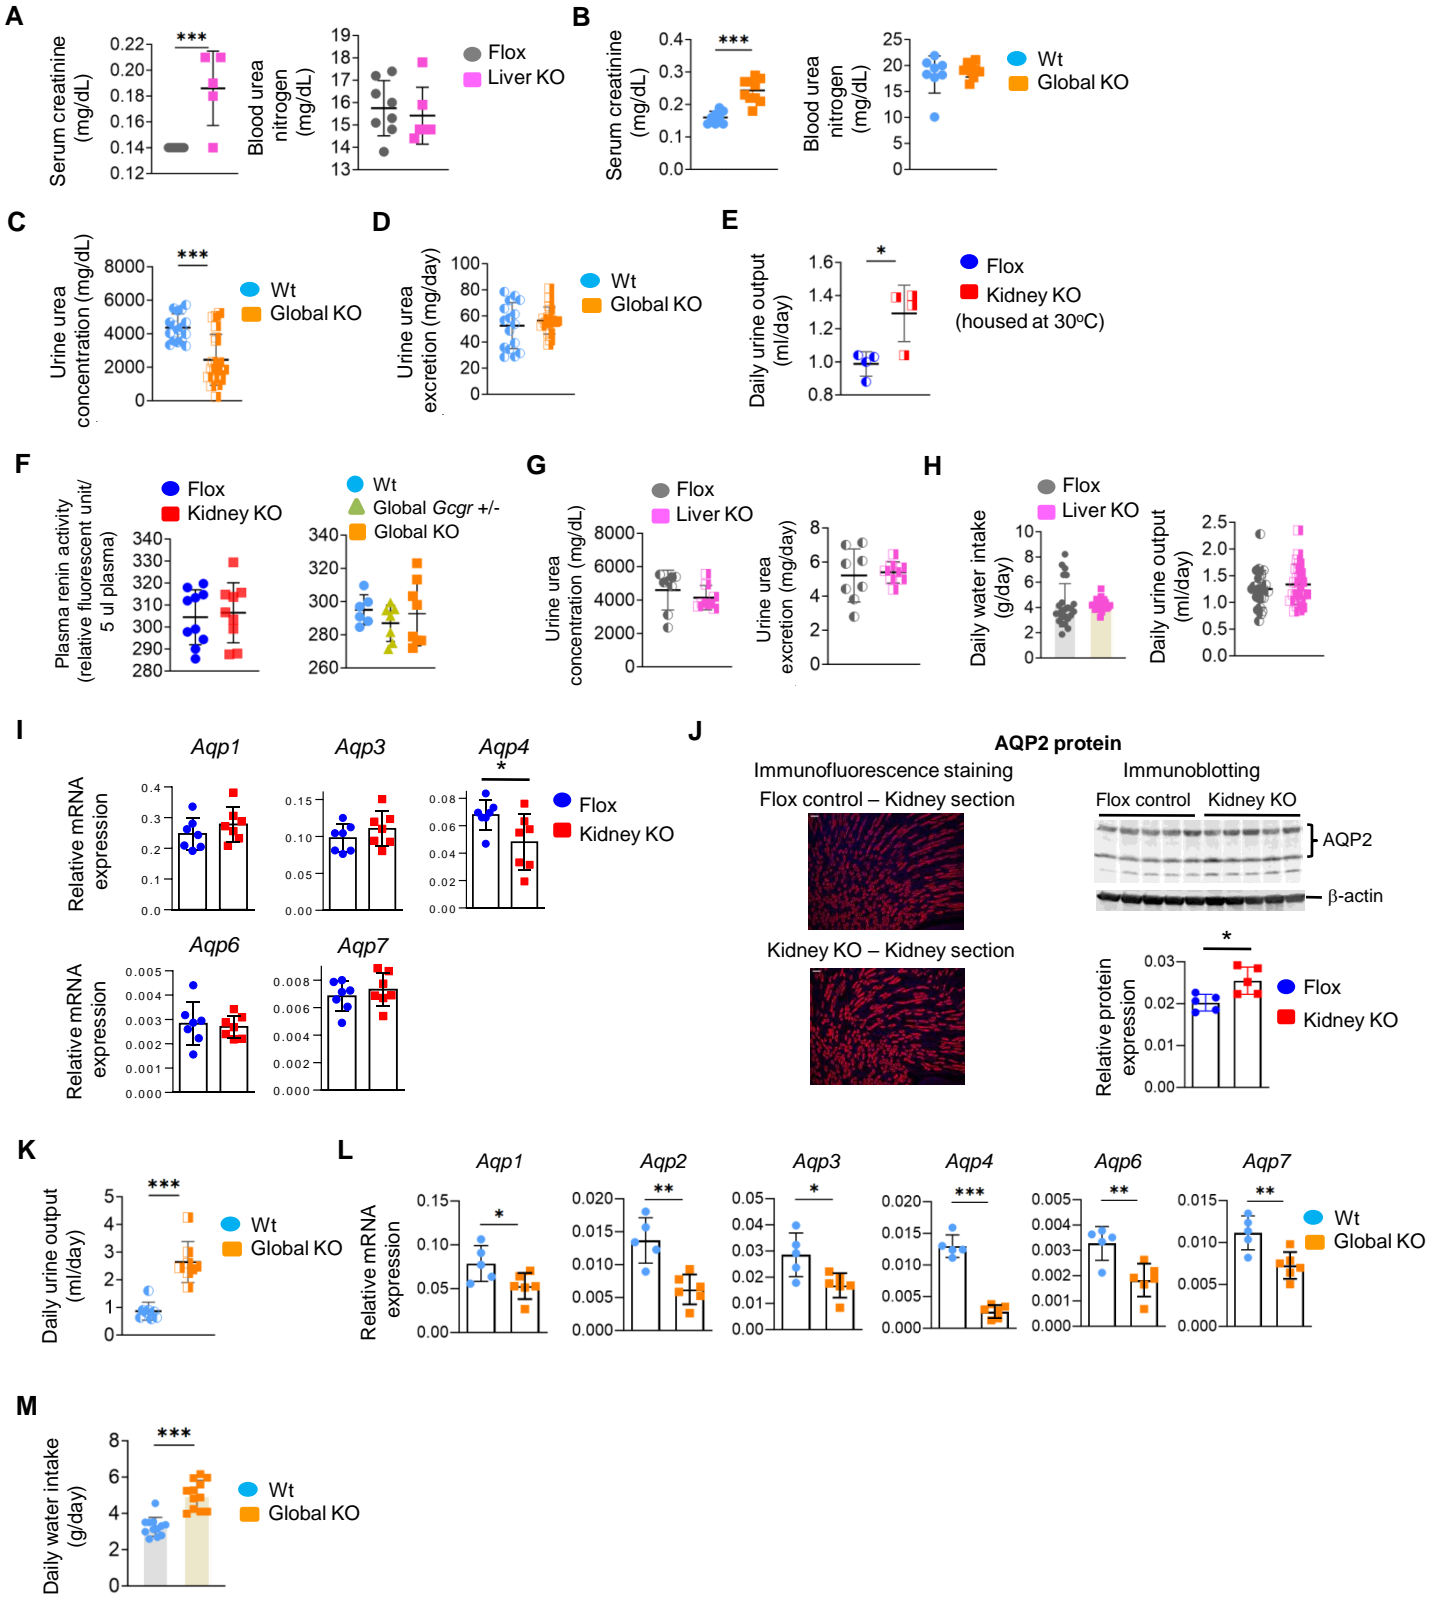 A
Serum creatinine
(mg/dL)
0.22
0.20
0.18
0.16
0.14
0.12
***
Blood urea
nitrogen
(mg/dL)
19
18
17
16
15
14
13
Flox
Liver KO
B
Serum creatinine
(mg/dL)
0.4
0.3
0.2
0.1
0.0
***
Blood urea
nitrogen
(mg/dL)
25
20
15
10
5
0
Wt
Global KO
C
Urine urea
concentration (mg/dL)
8000
6000
4000
2000
0
***
Wt
Global KO
D
Urine urea
excretion (mg/day)
100
80
60
40
20
0
Wt
Global KO
E
Daily urine output
(ml/day)
1.6
1.4
1.2
1.0
0.8
*
Flox
Kidney KO
(housed at 30ºC)
F
Plasma renin activity
(relative fluorescent unit/
5 ul plasma)
Flox
Kidney KO
340
330
320
310
300
290
280
Wt
Global Gcgr +/-
Global KO
340
320
300
280
260
G
Urine urea
concentration (mg/dL)
Flox
Liver KO
8000
6000
4000
2000
0
Urine urea
excretion (mg/day)
8
6
4
2
0
H
Daily water intake
(g/day)
Flox
Liver KO
10
8
6
4
2
0
Daily urine output
(ml/day)
2.5
2.0
1.5
1.0
0.5
0.0
I
Relative mRNA
expression
Aqp1
0.4
0.3
0.2
0.1
0.0
Aqp3
0.15
0.10
0.05
0.00
Aqp4
*
0.08
0.06
0.04
0.02
0.00
Flox
Kidney KO
Relative mRNA
expression
Aqp6
0.005
0.004
0.003
0.002
0.001
0.000
Aqp7
0.008
0.006
0.004
0.002
0.000
J
AQP2 protein
Immunofluorescence staining
Flox control – Kidney section
Kidney KO – Kidney section
Immunoblotting
Flox control Kidney KO
AQP2
β-actin
Relative protein
expression
0.03
0.02
0.01
0.00
*
Flox
Kidney KO
K
Daily urine output
(ml/day)
5
4
3
2
1
0
***
Wt
Global KO
L
Relative mRNA
expression
Aqp1
0.15
0.10
0.05
0.00
*
Aqp2
0.020
0.015
0.010
0.005
0.000
**
Aqp3
0.05
0.04
0.03
0.02
0.01
0.00
*
Aqp4
0.020
0.015
0.010
0.005
0.000
***
Aqp6
0.005
0.004
0.003
0.002
0.001
0.000
**
Aqp7
0.015
0.010
0.005
0.000
**
Wt
Global KO
M
Daily water intake
(g/day)
8
6
4
2
0
***
Wt
Global KO